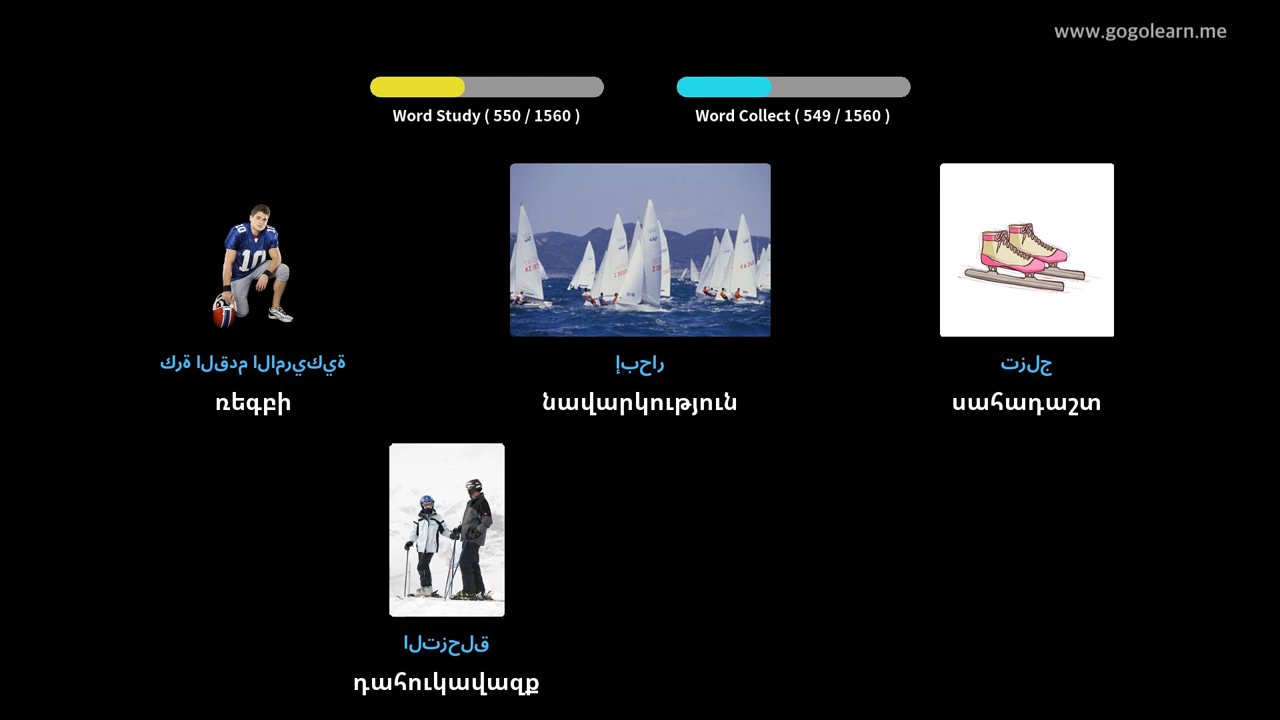 www.gogolearn.me
Word Study ( 550 / 1560 )
Word Collect ( 549 / 1560 )
كرة القدم الامريكية
ռեգբի
إبحار
նավարկություն
تزلج
սահադաշտ
التزحلق
դահուկավազք